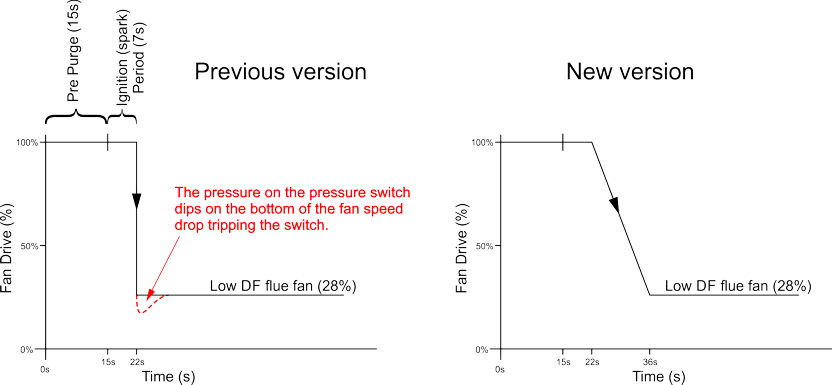 Pre Purge (15s)
Ignition (spark)
Period (7s)
Previous version
100%
50%
0%
Fan Drive (%)
The pressure on the pressure switch
dips on the bottom of the fan speed
drop tripping the switch.
Low DF flue fan (28%)
0s
15s
22s
Time (s)
New version
100%
50%
0%
Fan Drive (%)
Low DF flue fan (28%)
0s
15s
22s
36s
Time (s)